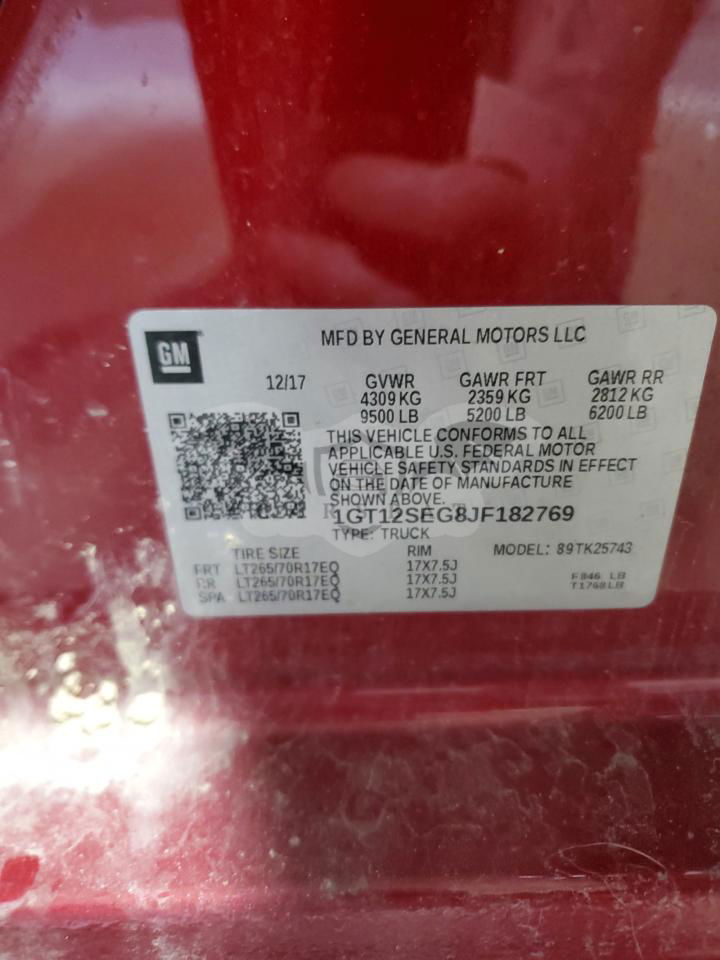 GM
MFD BY GENERAL MOTORS LLC
12/17 GVWR GAWR FRT GAWR RR
4309 KG 2359 KG 2812 KG
9500 LB 5200 LB 6200 LB
THIS VEHICLE CONFORMS TO ALL
APPLICABLE U.S. FEDERAL MOTOR
VEHICLE SAFETY STANDARDS IN EFFECT
ON THE DATE OF MANUFACTURE
SHOWN ABOVE.
1GT12SEG8JF182769
TYPE: TRUCK
TIRE SIZE RIM MODEL: 89TK25743
FRT LT265/70R17EQ 17X7.5J
RR LT265/70R17EQ 17X7.5J F846 LB
SPA LT265/70R17EQ 17X7.5J T1768LB